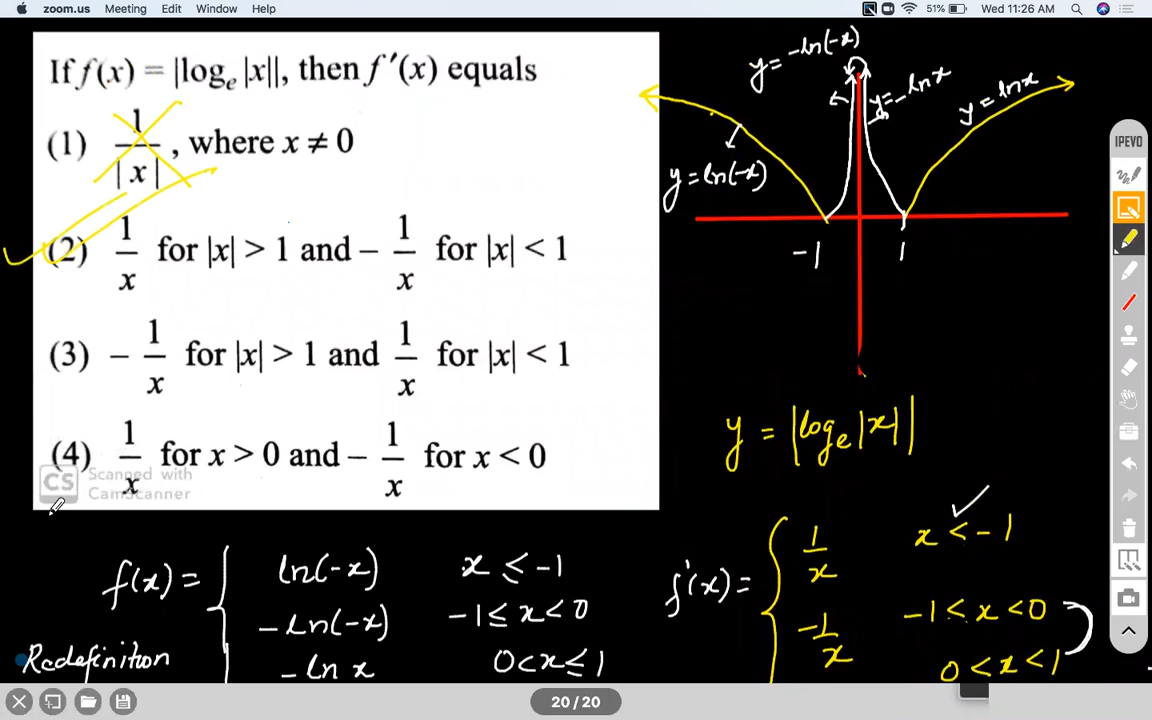 zoom.us Meeting Edit Window Help 51% Wed 11:26 AM
If f(x) = |logₑ |x||, then f ′(x) equals
(1) 1/|x| , where x ≠ 0
(2) 1/x for |x| > 1 and – 1/x for |x| < 1
(3) – 1/x for |x| > 1 and 1/x for |x| < 1
(4) 1/x for x > 0 and – 1/x for x < 0
CS Scanned with
CamScanner
y = -ln(-x)
y = -ln x
y = ln x
y = ln(-x)
-1
1
y = |logₑ|x||
f(x) = ln(-x) x ≤ -1
-ln(-x) -1 ≤ x < 0
Redefinition -ln x 0 < x ≤ 1
f'(x) = 1/x x < -1
-1/x -1 < x < 0
0 < x < 1
IPEVO
20 / 20